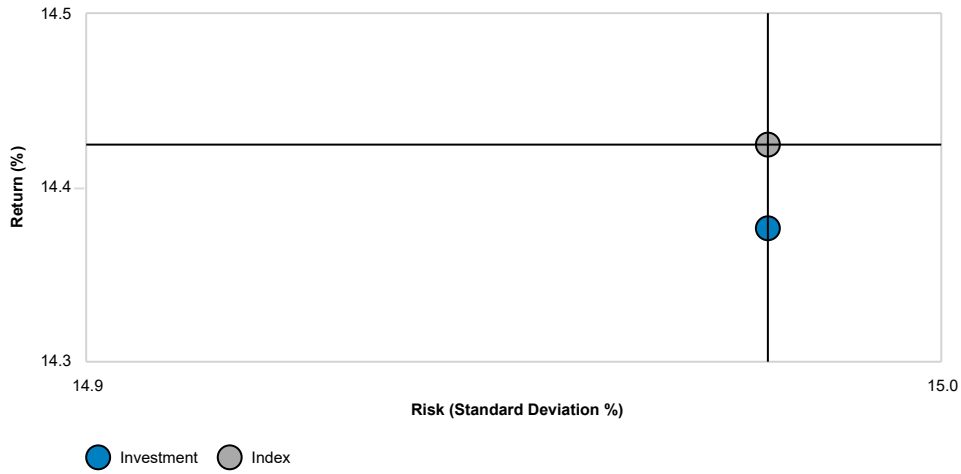 14.5
14.4
14.3
Return (%)
14.9
15.0
Risk (Standard Deviation %)
Investment
Index